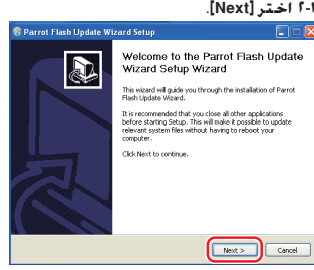 ٢-١ اختر [Next].
Parrot Flash Update Wizard Setup
Welcome to the Parrot Flash Update
Wizard Setup Wizard
This wizard will guide you through the installation of Parrot
Flash Update Wizard.
It is recommended that you close all other applications
before starting Setup. This will make it possible to update
relevant system files without having to reboot your
computer.
Click Next to continue.
Next > Cancel